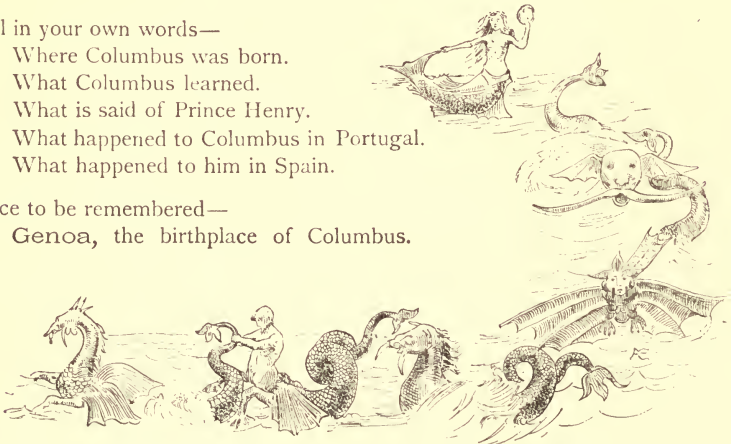 l in your own words—
Where Columbus was born.
What Columbus learned.
What is said of Prince Henry.
What happened to Columbus in Portugal.
What happened to him in Spain.
ce to be remembered—
Genoa, the birthplace of Columbus.